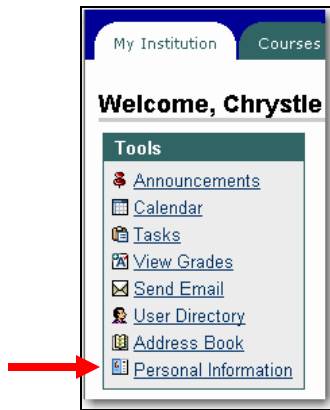 My Institution Courses
Welcome, Chrystle
Tools
Announcements
Calendar
Tasks
View Grades
Send Email
User Directory
Address Book
Personal Information